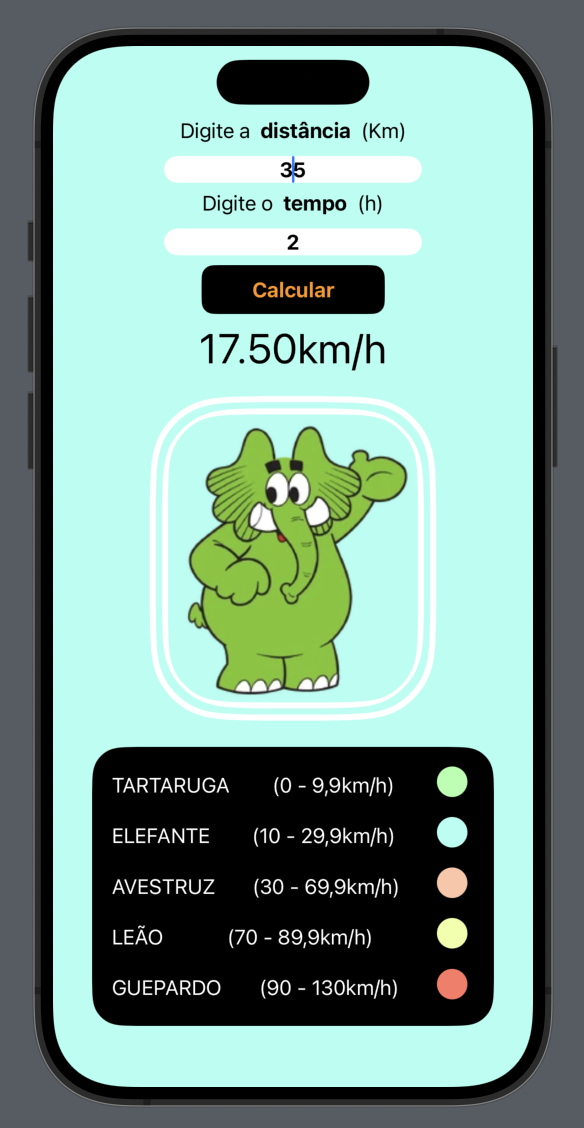 Digite a distância (Km)
35
Digite o tempo (h)
2
Calcular
17.50km/h
TARTARUGA (0 - 9,9km/h)
ELEFANTE (10 - 29,9km/h)
AVESTRUZ (30 - 69,9km/h)
LEÃO (70 - 89,9km/h)
GUEPARDO (90 - 130km/h)